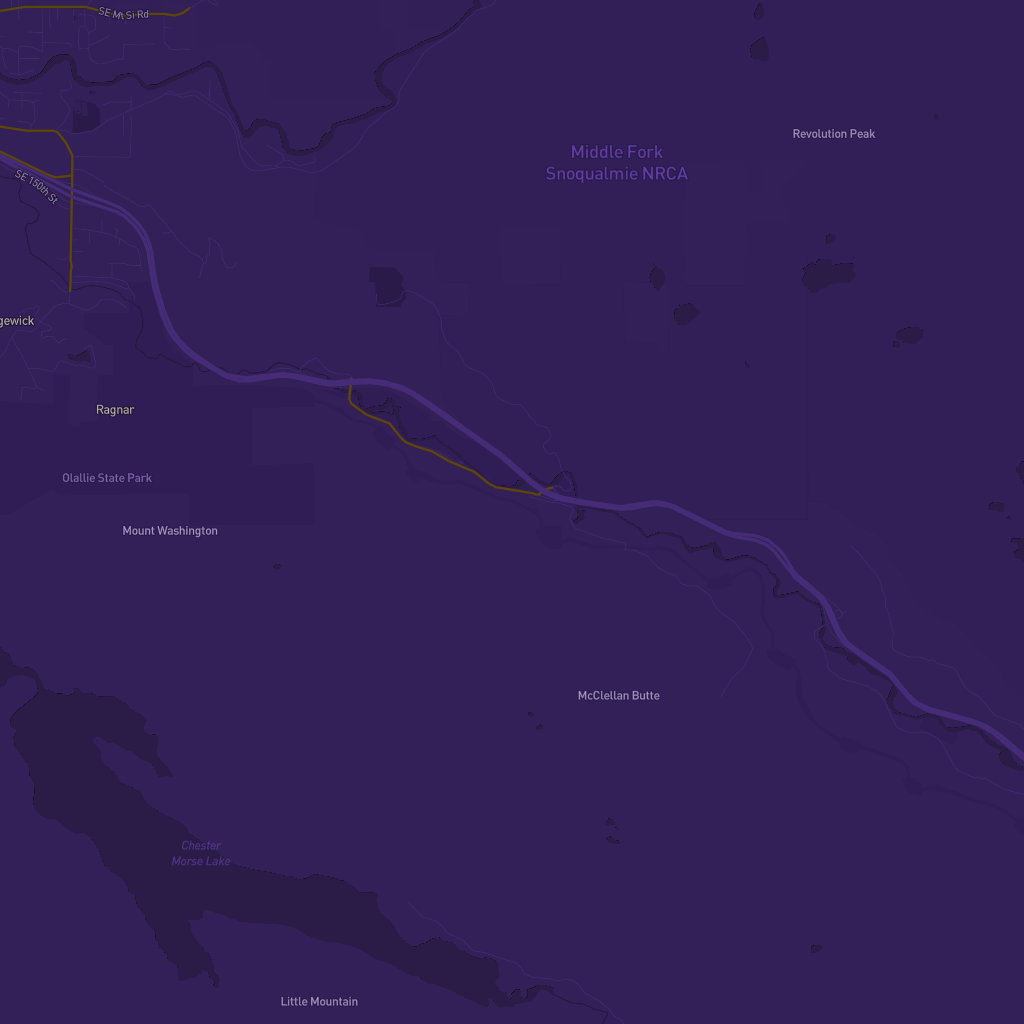 SE Mt Si Rd
Revolution Peak
Middle Fork
Snoqualmie NRCA
SE 150th St
gewick
Ragnar
Olallie State Park
Mount Washington
McClellan Butte
Chester
Morse Lake
Little Mountain